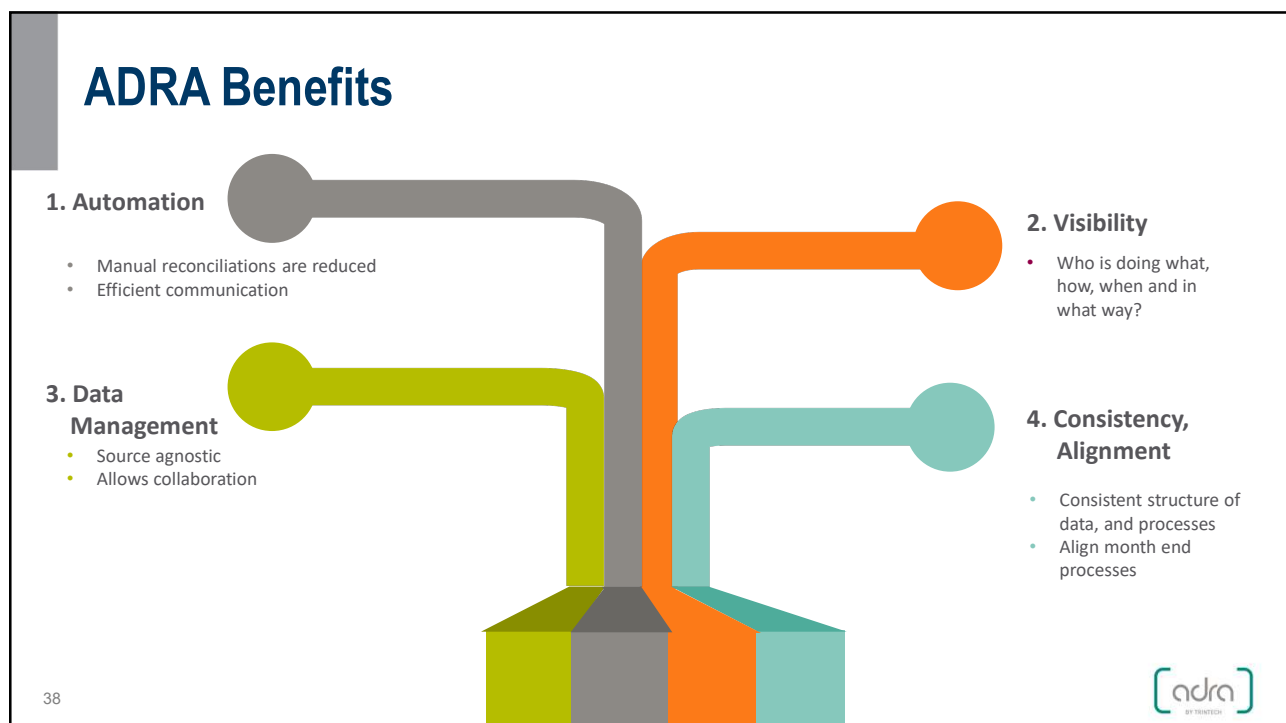 ADRA Benefits
1. Automation
• Manual reconciliations are reduced
• Efficient communication
2. Visibility
• Who is doing what,
how, when and in
what way?
3. Data
Management
• Source agnostic
• Allows collaboration
4. Consistency,
Alignment
• Consistent structure of
data, and processes
• Align month end
processes
38
adra
BY TRINTECH